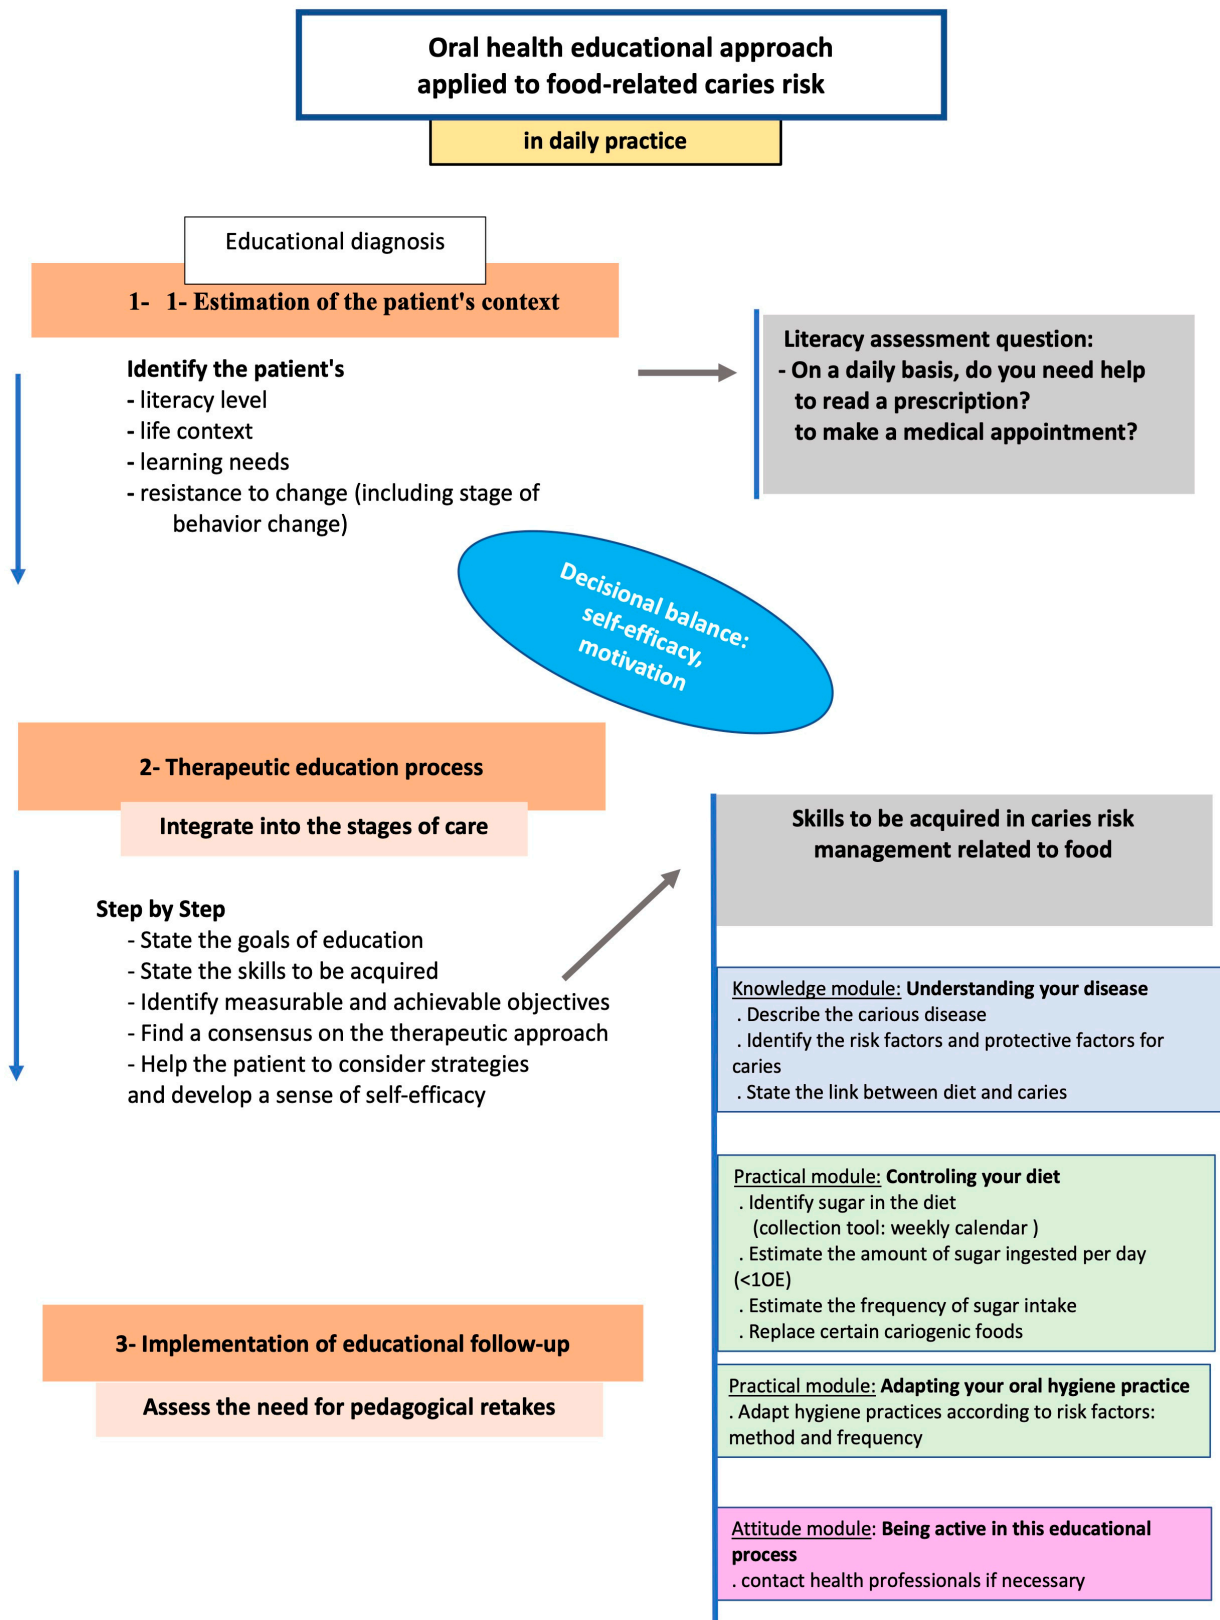 Oral health educational approach
applied to food-related caries risk
in daily practice
Educational diagnosis
1- 1- Estimation of the patient's context
Identify the patient's
- literacy level
- life context
- learning needs
- resistance to change (including stage of
behavior change)
Literacy assessment question:
- On a daily basis, do you need help
to read a prescription?
to make a medical appointment?
Decisional balance:
self-efficacy,
motivation
2- Therapeutic education process
Integrate into the stages of care
Step by Step
- State the goals of education
- State the skills to be acquired
- Identify measurable and achievable objectives
- Find a consensus on the therapeutic approach
- Help the patient to consider strategies
and develop a sense of self-efficacy
Skills to be acquired in caries risk
management related to food
Knowledge module: Understanding your disease
. Describe the carious disease
. Identify the risk factors and protective factors for
caries
. State the link between diet and caries
Practical module: Controling your diet
. Identify sugar in the diet
(collection tool: weekly calendar )
. Estimate the amount of sugar ingested per day
(<1OE)
. Estimate the frequency of sugar intake
. Replace certain cariogenic foods
Practical module: Adapting your oral hygiene practice
. Adapt hygiene practices according to risk factors:
method and frequency
Attitude module: Being active in this educational
process
. contact health professionals if necessary
3- Implementation of educational follow-up
Assess the need for pedagogical retakes